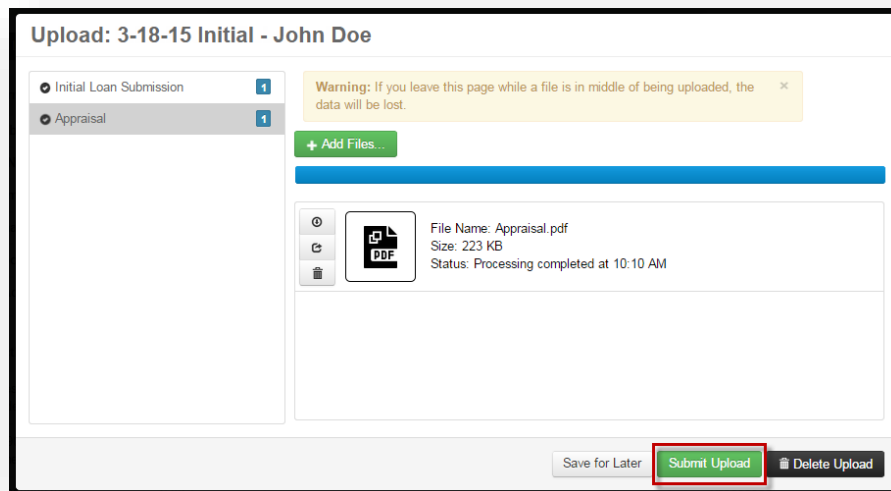 Upload: 3-18-15 Initial - John Doe
Initial Loan Submission 1
Appraisal 1
Warning: If you leave this page while a file is in middle of being uploaded, the ×
data will be lost.
+ Add Files...
PDF
File Name: Appraisal.pdf
Size: 223 KB
Status: Processing completed at 10:10 AM
Save for Later Submit Upload Delete Upload